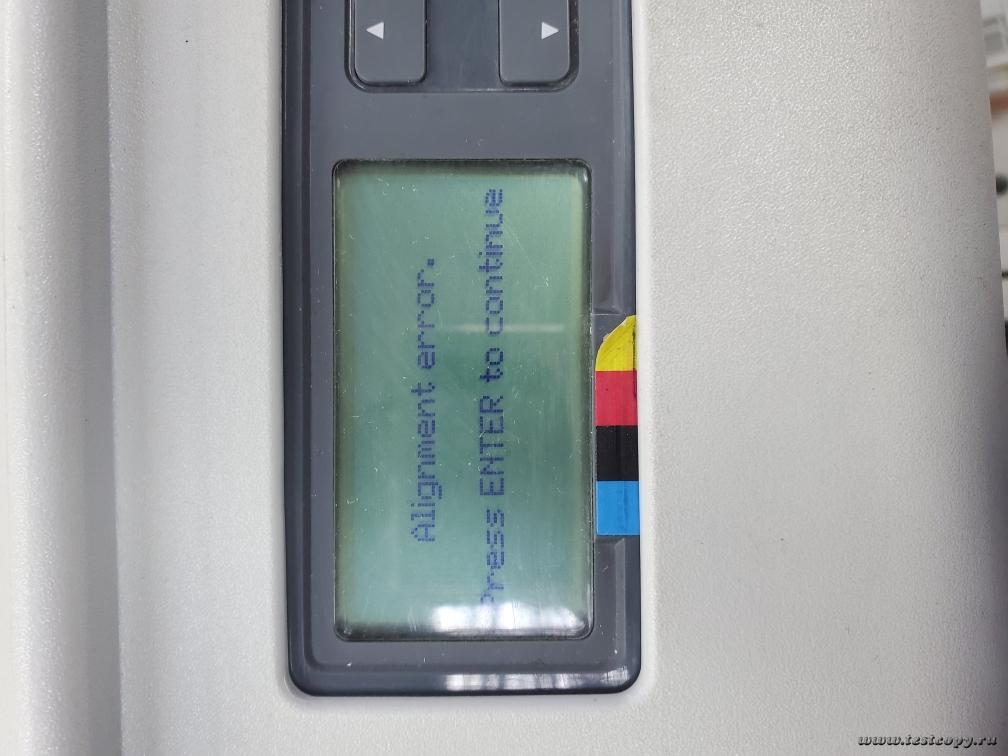 Alignment error.
Press ENTER to continue
www.testcopy.ru